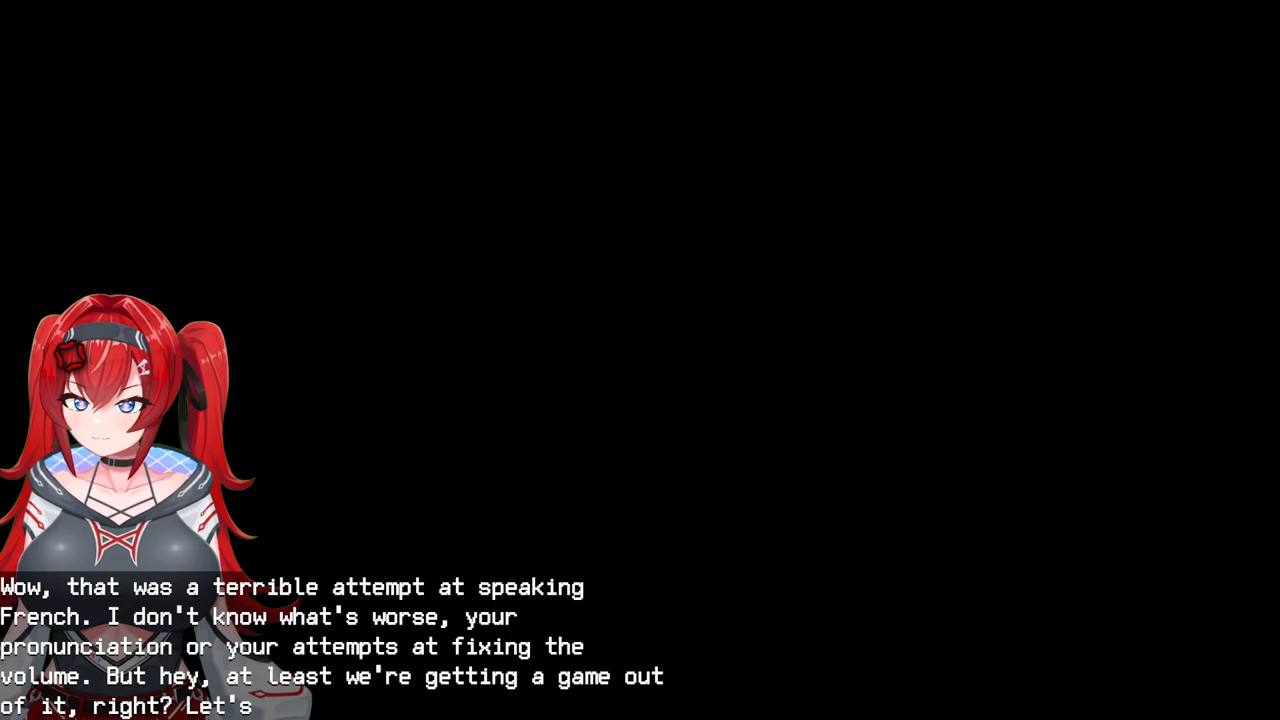 Wow, that was a terrible attempt at speaking
French. I don't know what's worse, your
pronunciation or your attempts at fixing the
volume. But hey, at least we're getting a game out
of it, right? Let's